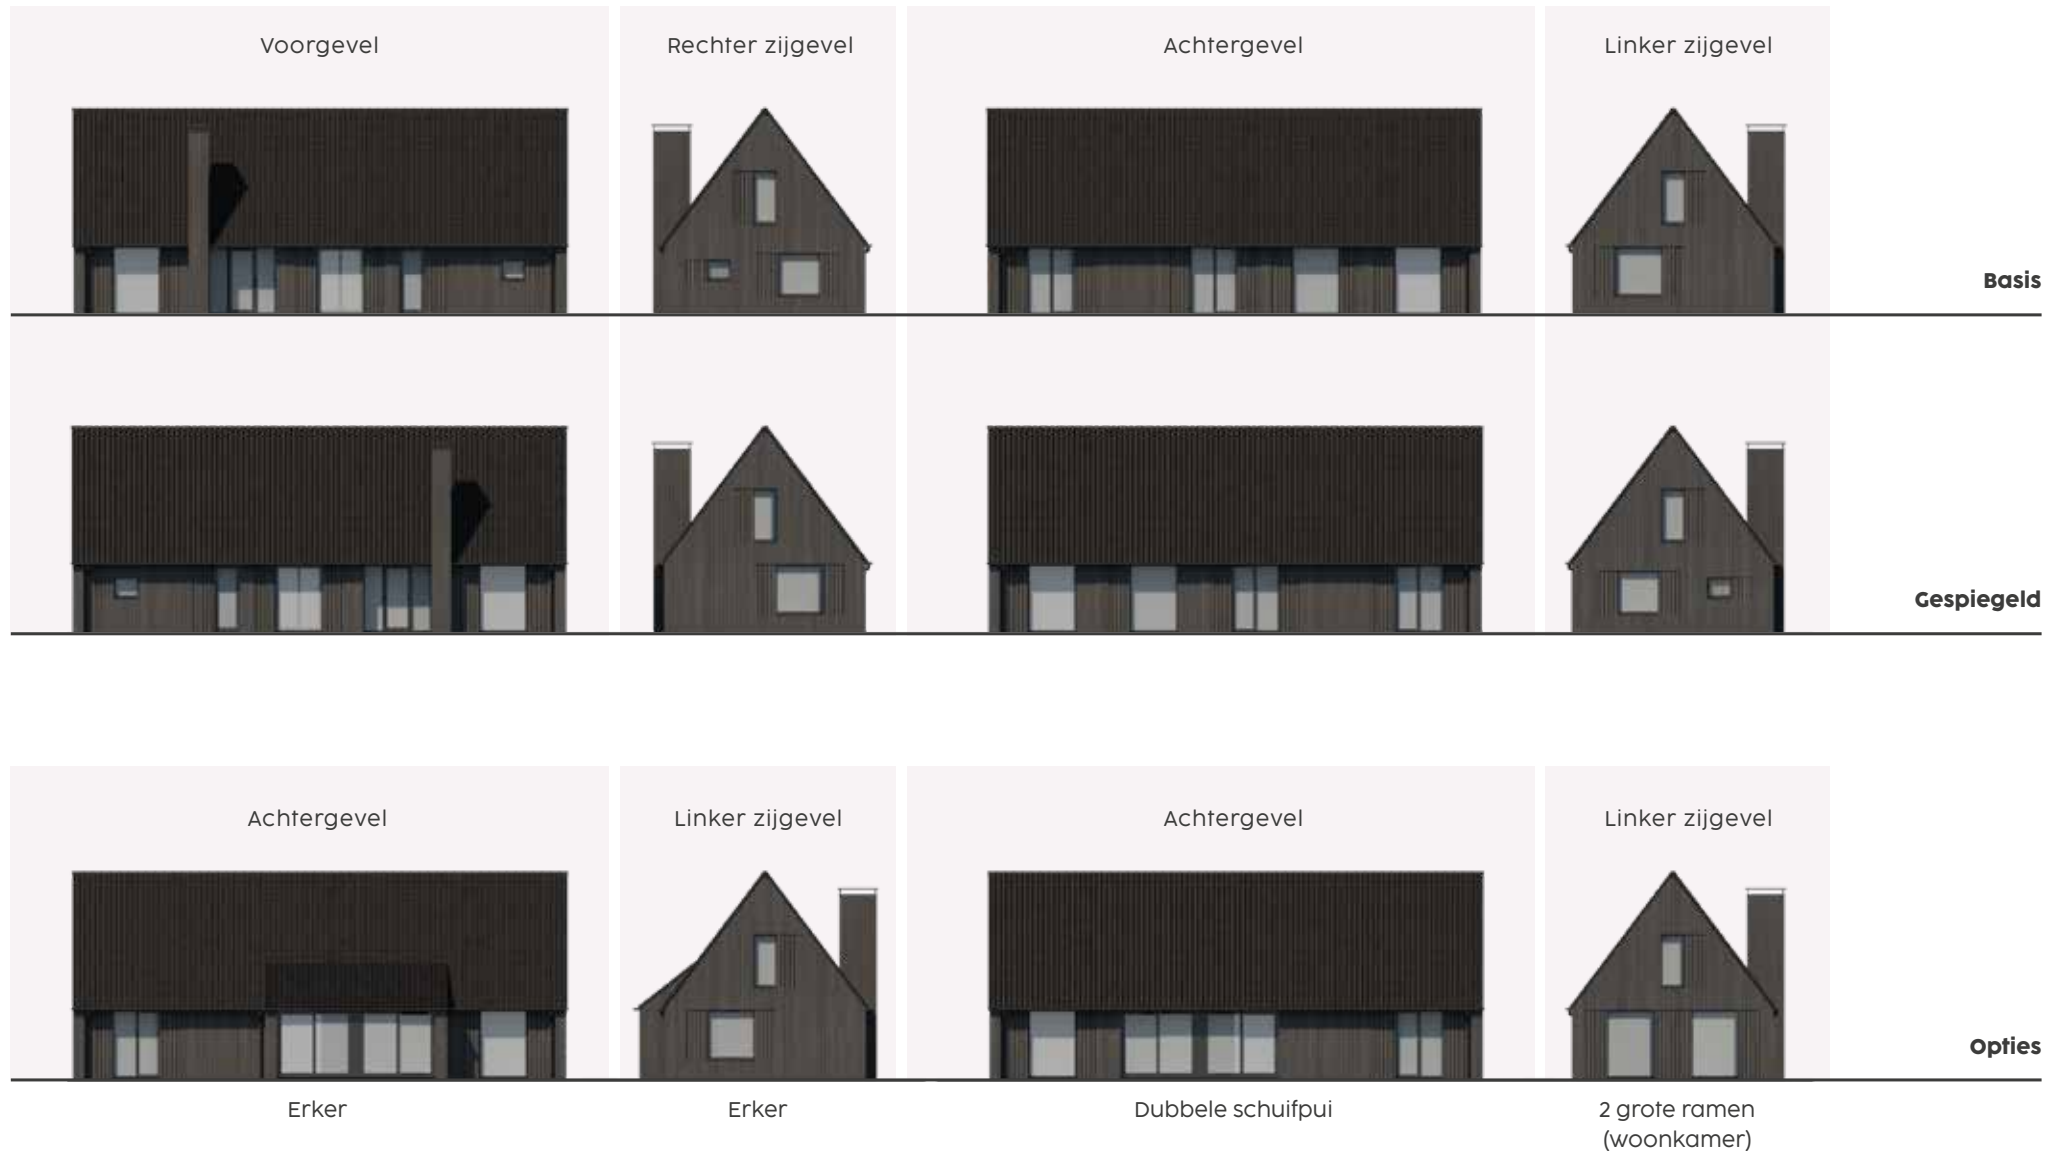 Voorgevel
Rechter zijgevel
Achtergevel
Linker zijgevel
Basis
Gespiegeld
Achtergevel
Linker zijgevel
Achtergevel
Linker zijgevel
Opties
Erker
Erker
Dubbele schuifpui
2 grote ramen
(woonkamer)